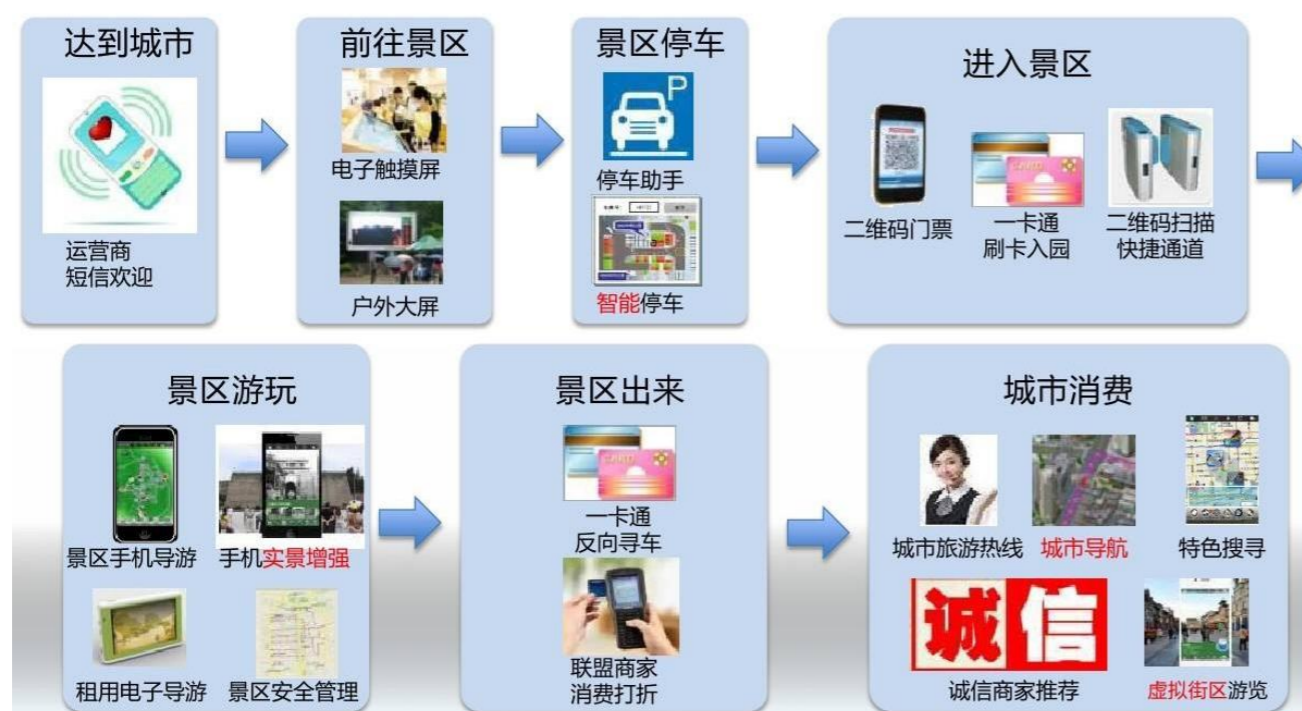 达到城市
运营商
短信欢迎
前往景区
电子触摸屏
户外大屏
景区停车
P
停车助手
智能停车
进入景区
二维码门票
一卡通
刷卡入园
二维码扫描
快捷通道
景区游玩
景区手机导游
手机实景增强
租用电子导游
景区安全管理
景区出来
一卡通
反向寻车
联盟商家
消费打折
城市消费
城市旅游热线
城市导航
特色搜寻
诚信
诚信商家推荐
虚拟街区游览